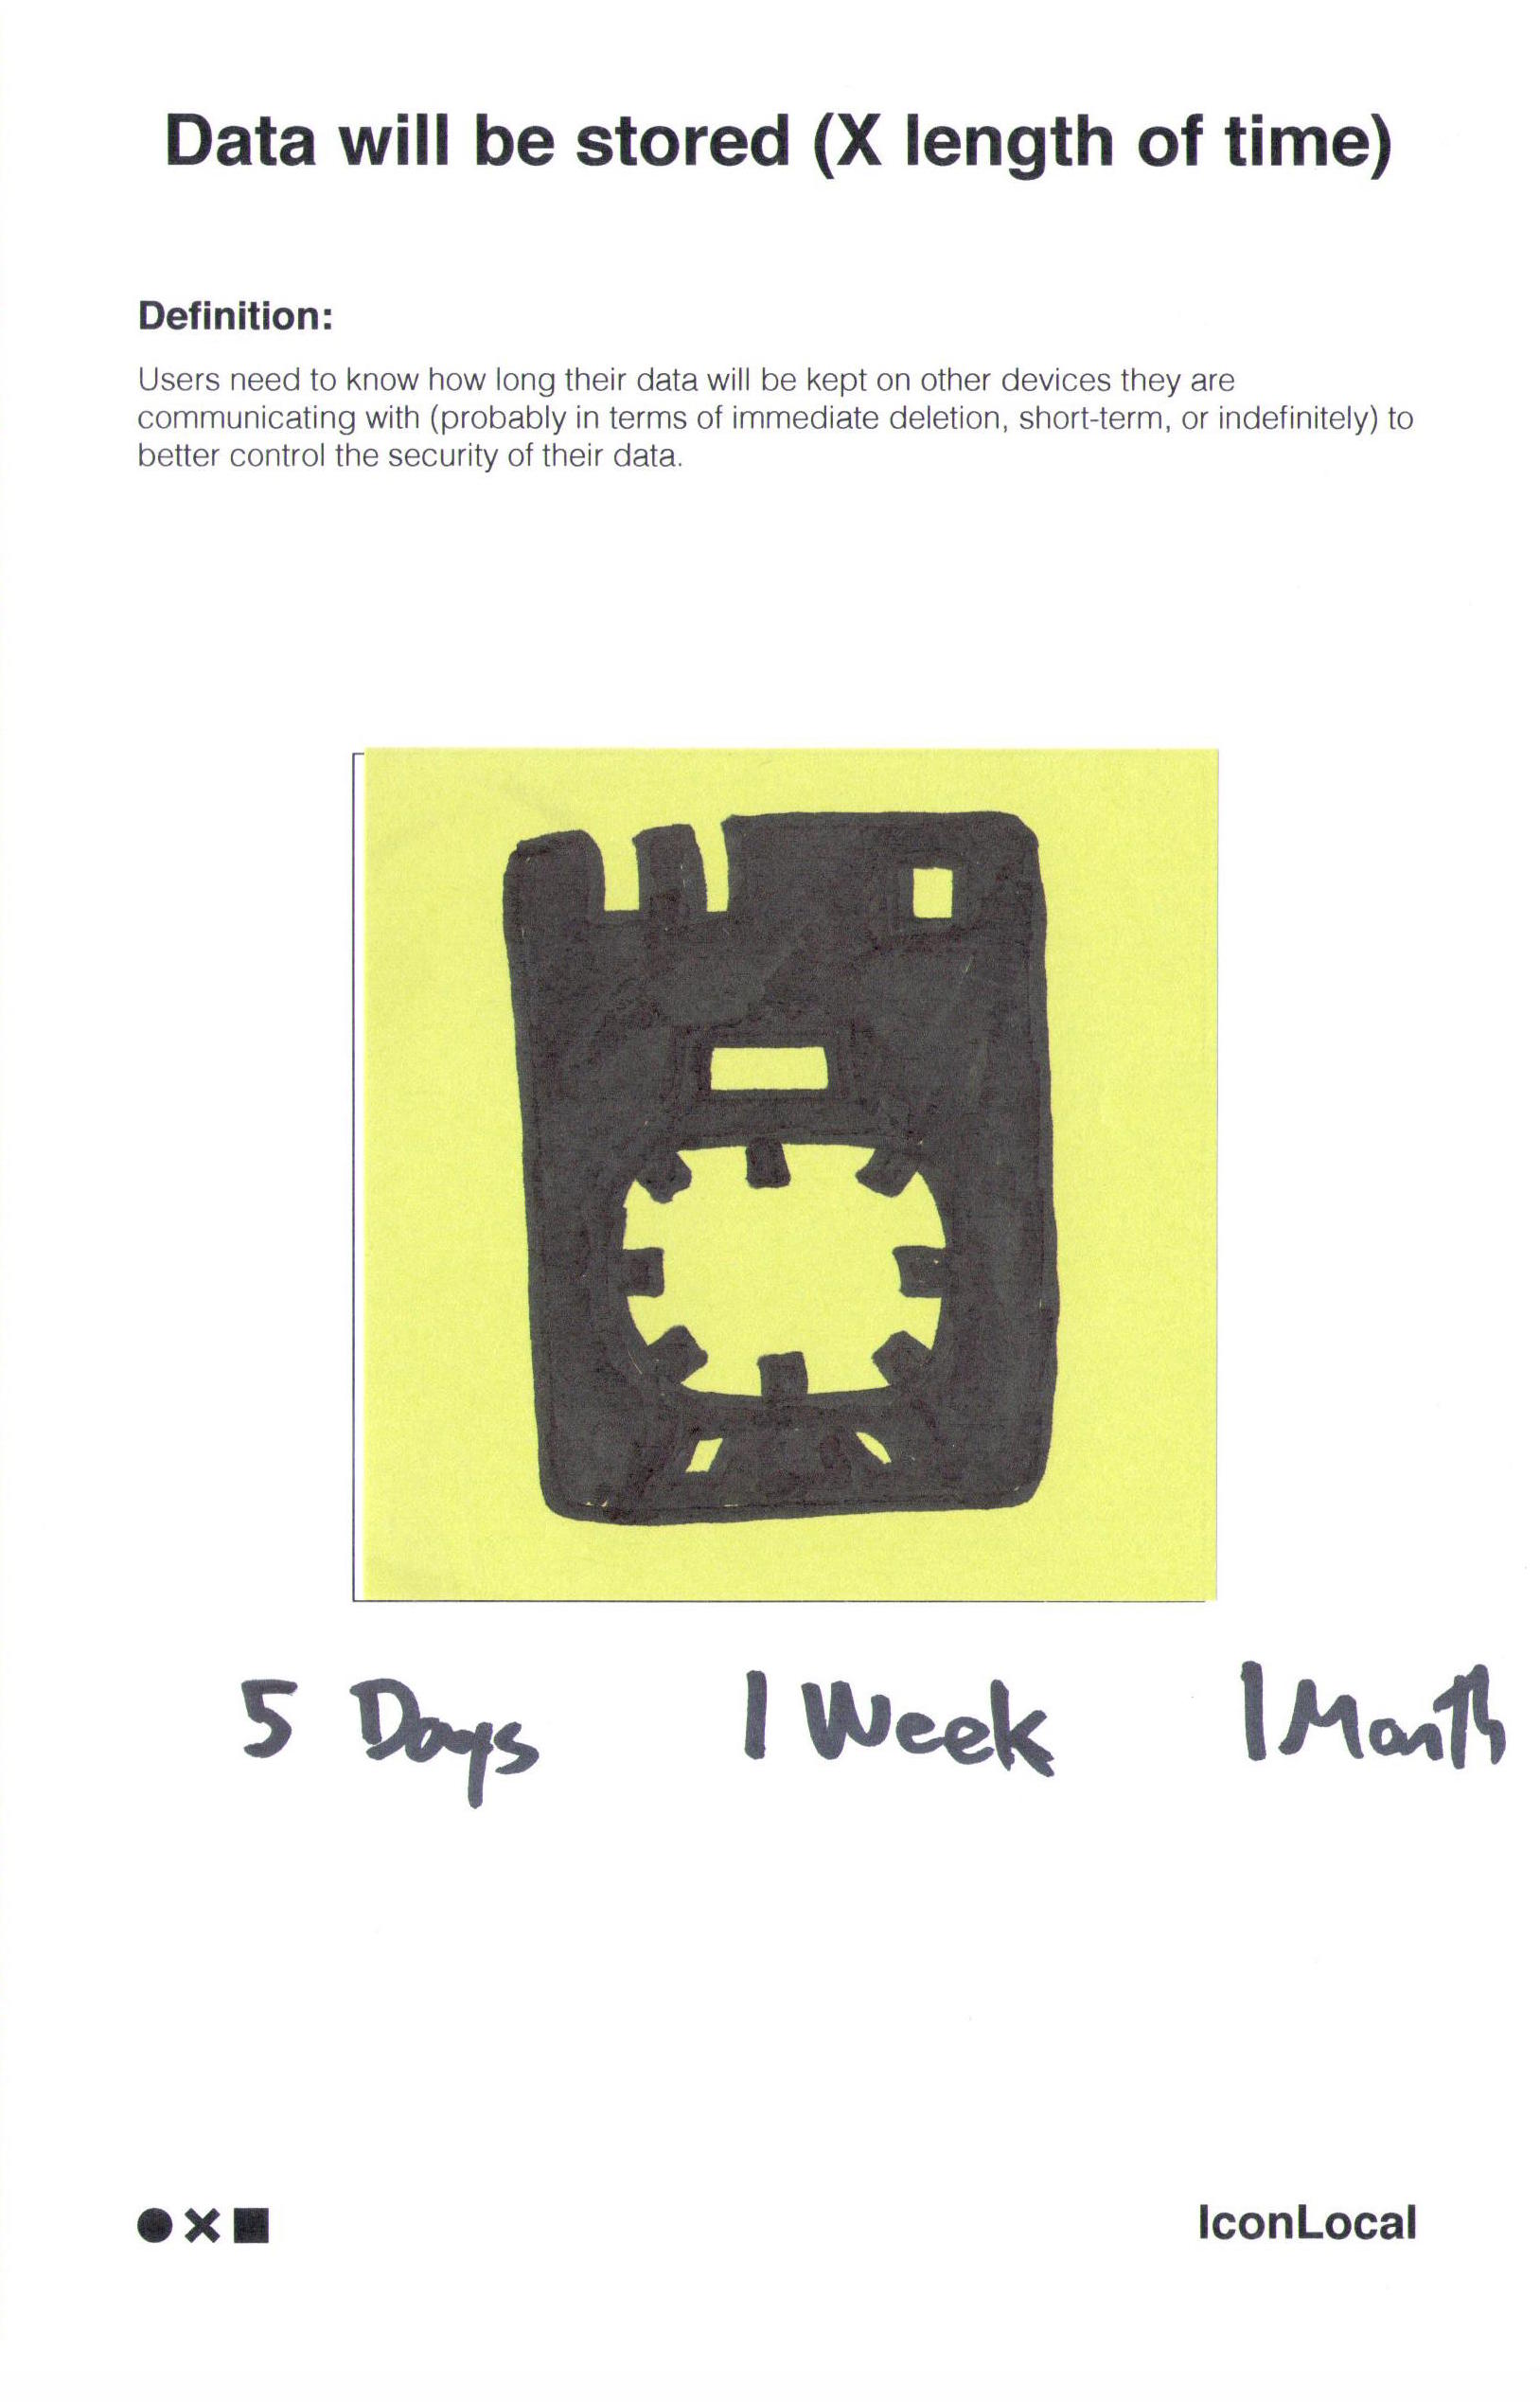 Data will be stored (X length of time)
Definition:
Users need to know how long their data will be kept on other devices they are
communicating with (probably in terms of immediate deletion, short-term, or indefinitely) to
better control the security of their data.
5 Days 1 Week 1 Month
IconLocal